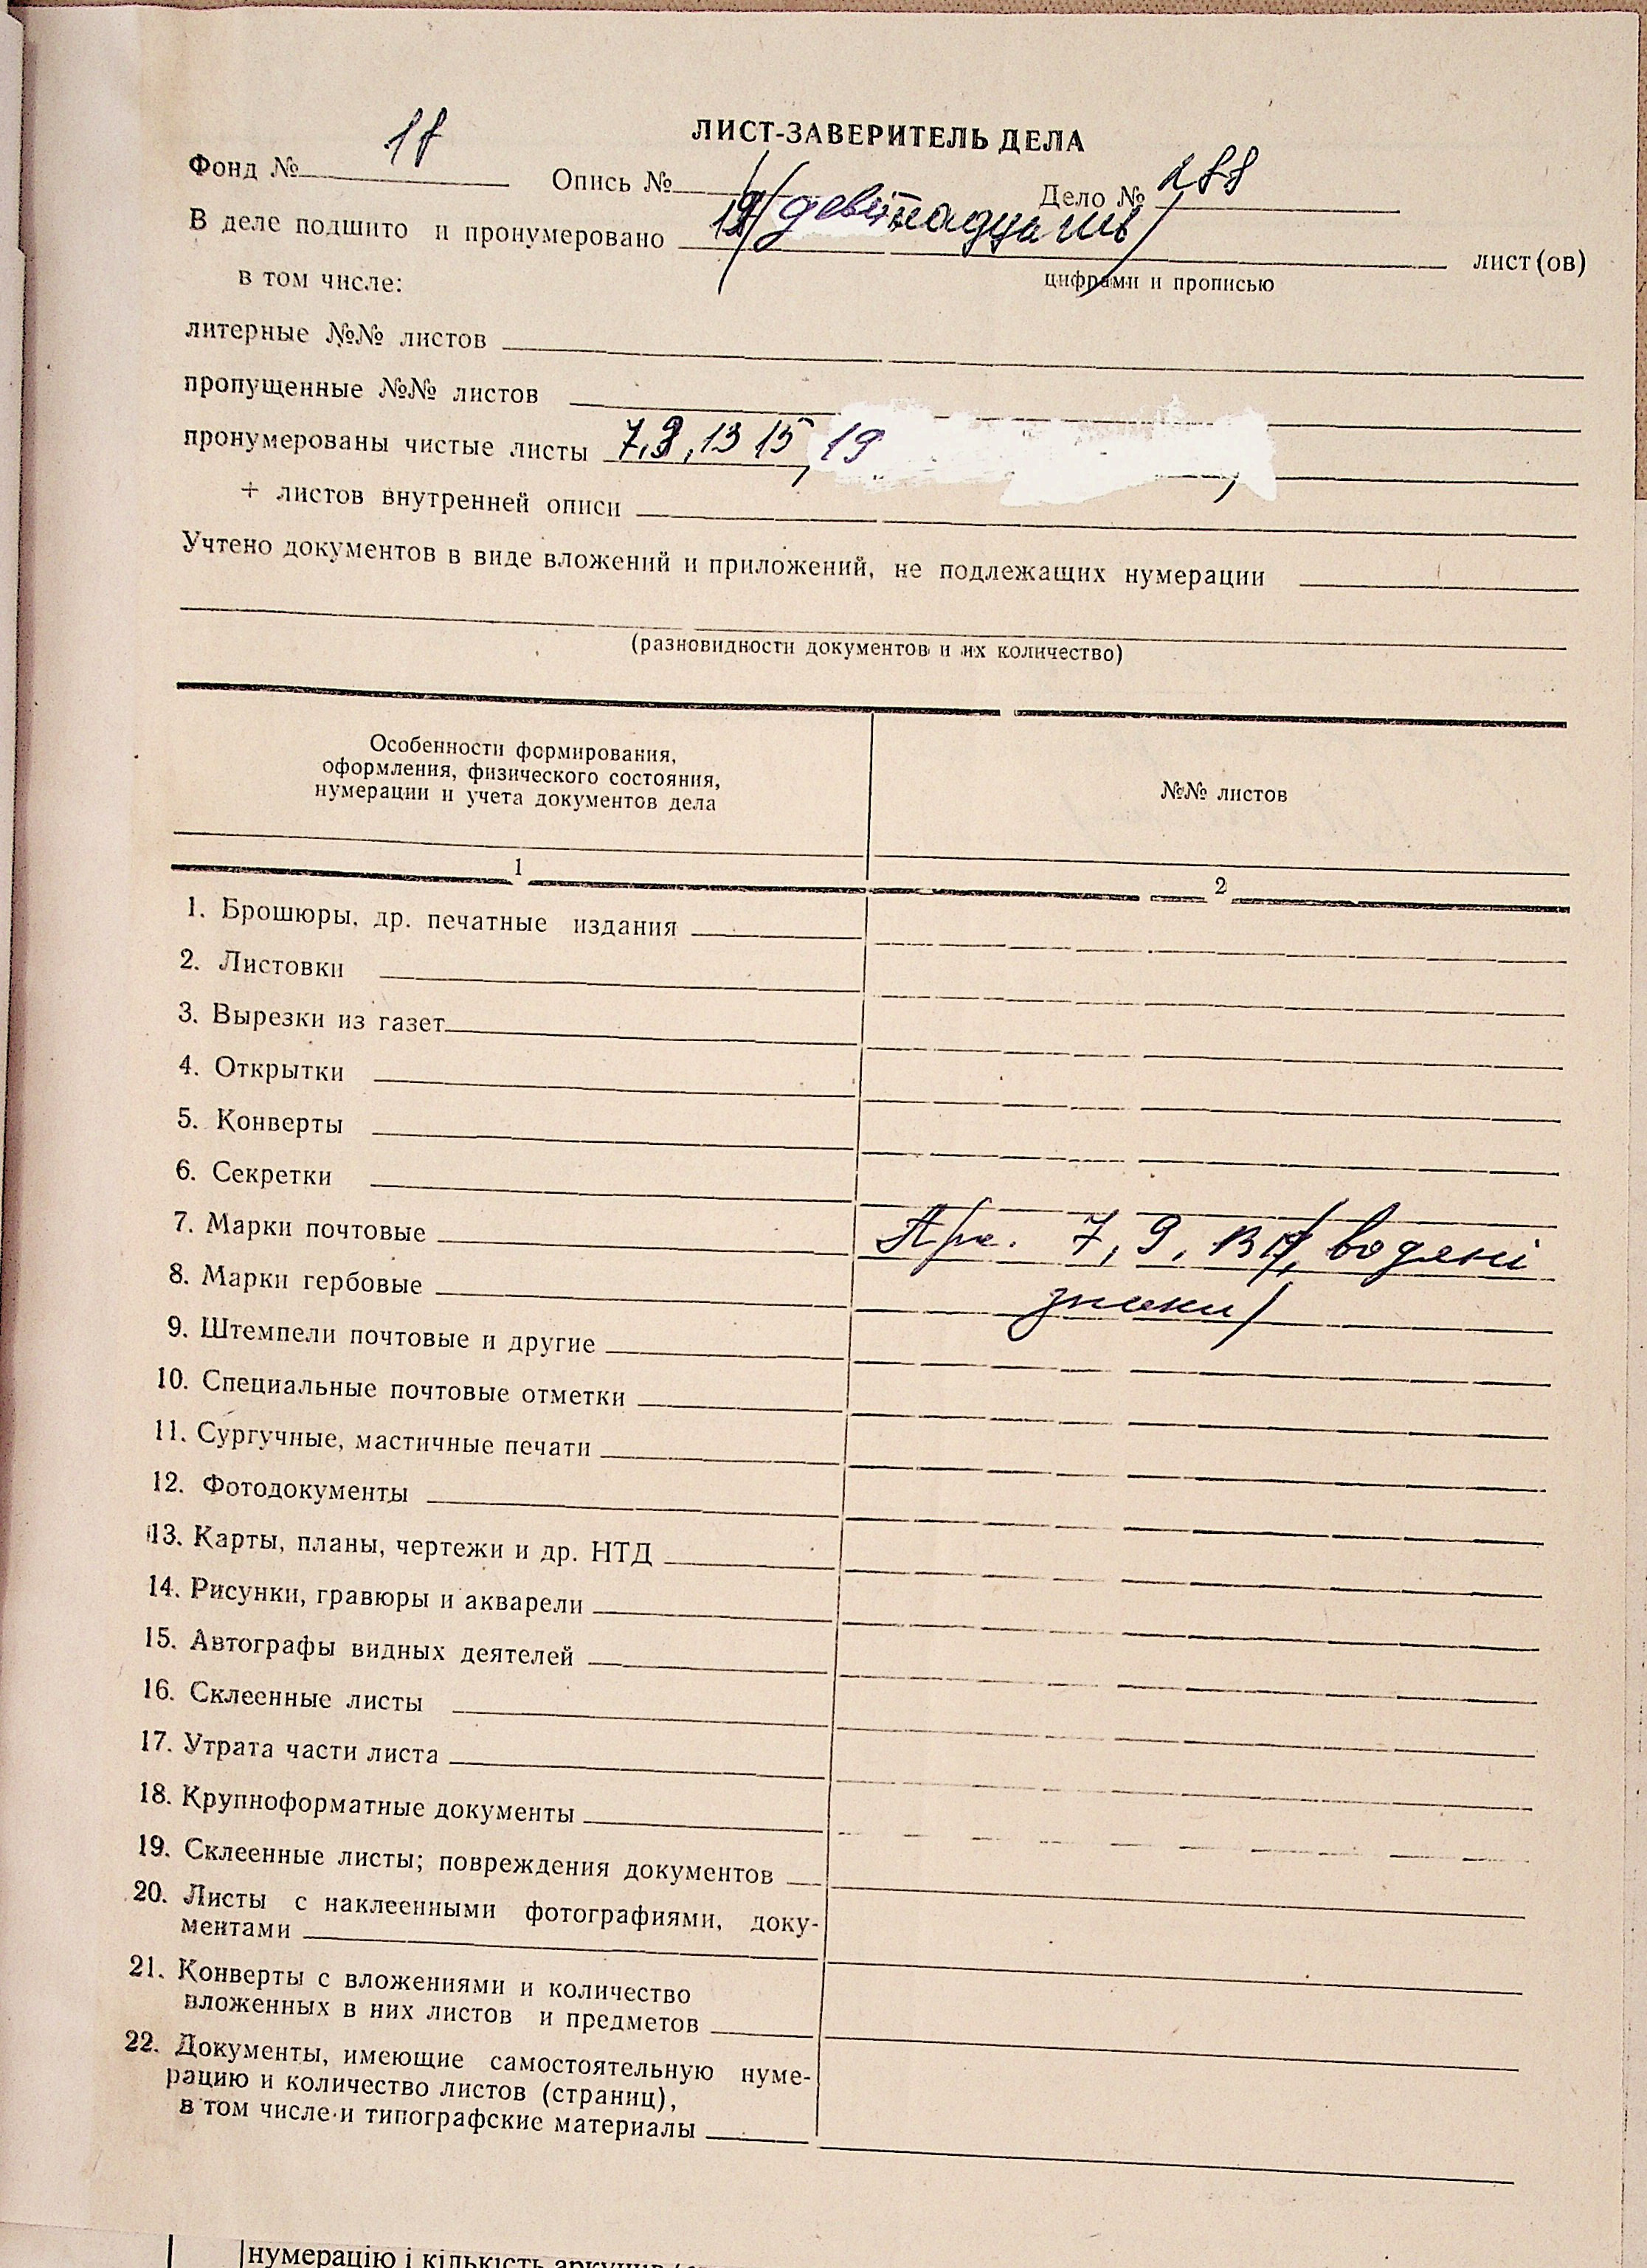 ЛИСТ-ЗАВЕРИТЕЛЬ ДЕЛА
Фонд № 18 Опись № 1 Дело № 188
В деле подшито и пронумеровано 19 /девʼятнадцять/ лист(ов)
в том числе: цифрами и прописью
литерные №№ листов
пропущенные №№ листов
пронумерованы чистые листы 7,9,13 15, 19
+ листов внутренней описи
Учтено документов в виде вложений и приложений, не подлежащих нумерации
(разновидности документов и их количество)
Особенности формирования,
оформления, физического состояния,
нумерации и учета документов дела
№№ листов
1 2
1. Брошюры, др. печатные издания
2. Листовки
3. Вырезки из газет
4. Открытки
5. Конверты
6. Секретки
7. Марки почтовые Арк. 7, 9, 13 /водяні
8. Марки гербовые знаки/
9. Штемпели почтовые и другие
10. Специальные почтовые отметки
11. Сургучные, мастичные печати
12. Фотодокументы
13. Карты, планы, чертежи и др. НТД
14. Рисунки, гравюры и акварели
15. Автографы видных деятелей
16. Склеенные листы
17. Утрата части листа
18. Крупноформатные документы
19. Склеенные листы; повреждения документов
20. Листы с наклеенными фотографиями, доку-
ментами
21. Конверты с вложениями и количество
вложенных в них листов и предметов
22. Документы, имеющие самостоятельную нуме-
рацию и количество листов (страниц),
в том числе и типографские материалы
нумерацію і кількість аркушів